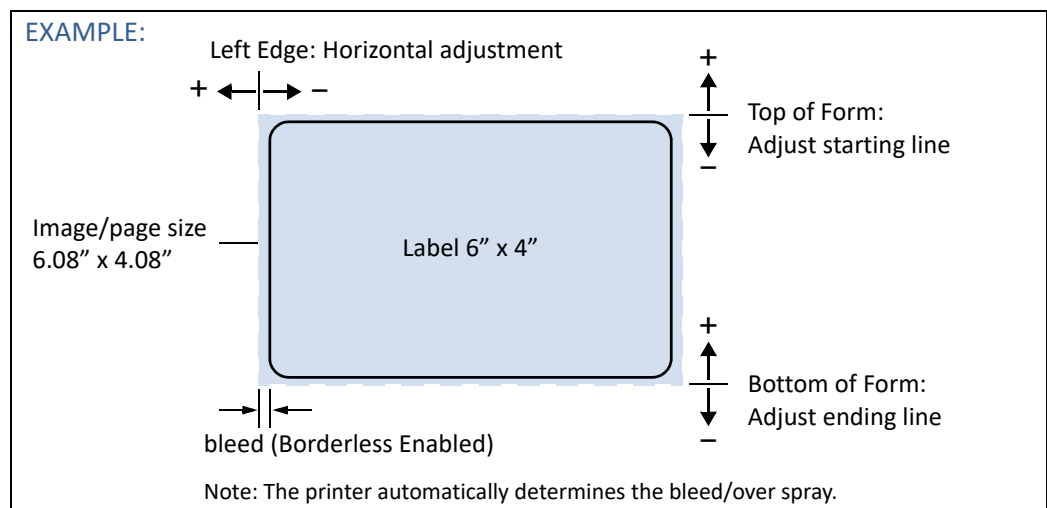 EXAMPLE:
Left Edge: Horizontal adjustment
+ –
+
Top of Form:
Adjust starting line
–
Image/page size
6.08” x 4.08”
Label 6” x 4”
+
Bottom of Form:
Adjust ending line
–
bleed (Borderless Enabled)
Note: The printer automatically determines the bleed/over spray.